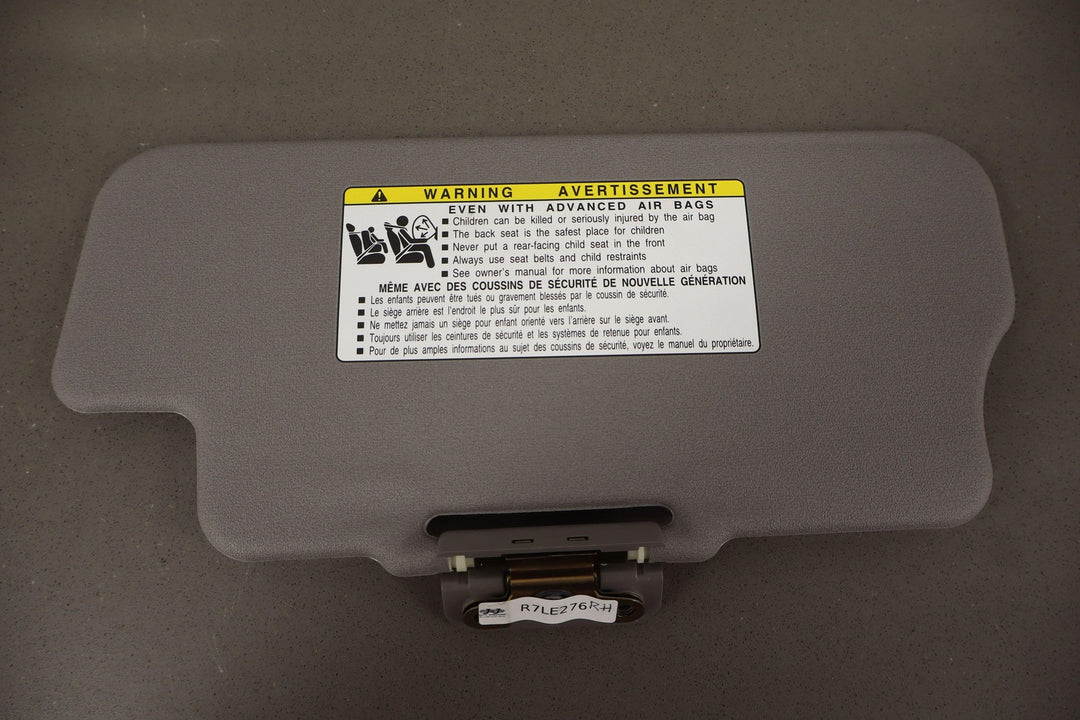 WARNING AVERTISSEMENT
EVEN WITH ADVANCED AIR BAGS
■ Children can be killed or seriously injured by the air bag
■ The back seat is the safest place for children
■ Never put a rear-facing child seat in the front
■ Always use seat belts and child restraints
■ See owner's manual for more information about air bags
MÊME AVEC DES COUSSINS DE SÉCURITÉ DE NOUVELLE GÉNÉRATION
■ Les enfants peuvent être tués ou gravement blessés par le coussin de sécurité.
■ Le siège arrière est l'endroit le plus sûr pour les enfants.
■ Ne mettez jamais un siège pour enfant orienté vers l'arrière sur le siège avant.
■ Toujours utiliser les ceintures de sécurité et les systèmes de retenue pour enfants.
■ Pour de plus amples informations au sujet des coussins de sécurité, voyez le manuel du propriétaire.
R7LE276RH